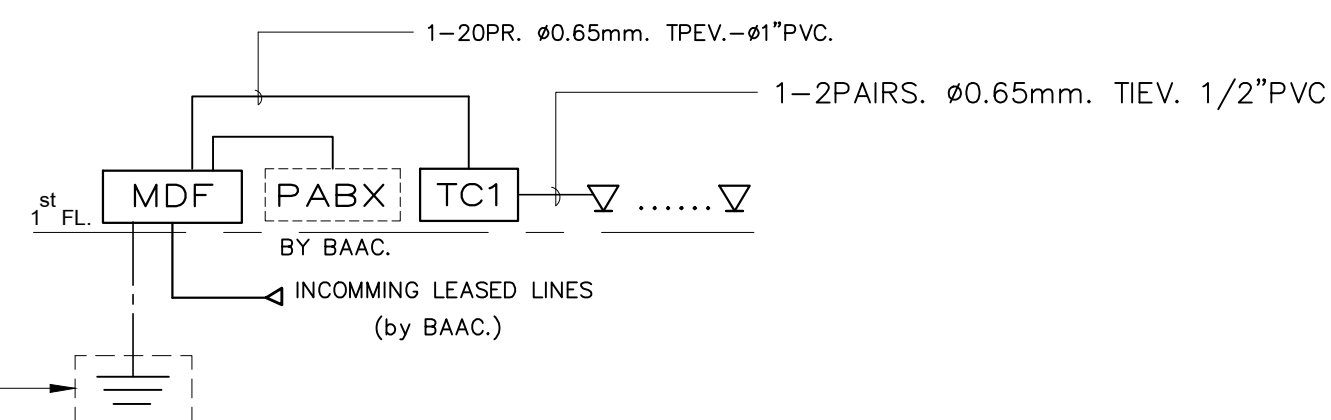 1-20PR. ø0.65mm. TPEV.-ø1”PVC.
1-2PAIRS. ø0.65mm. TIEV. 1/2”PVC
MDF
PABX
TC1
......
1st FL.
BY BAAC.
INCOMMING LEASED LINES
(by BAAC.)